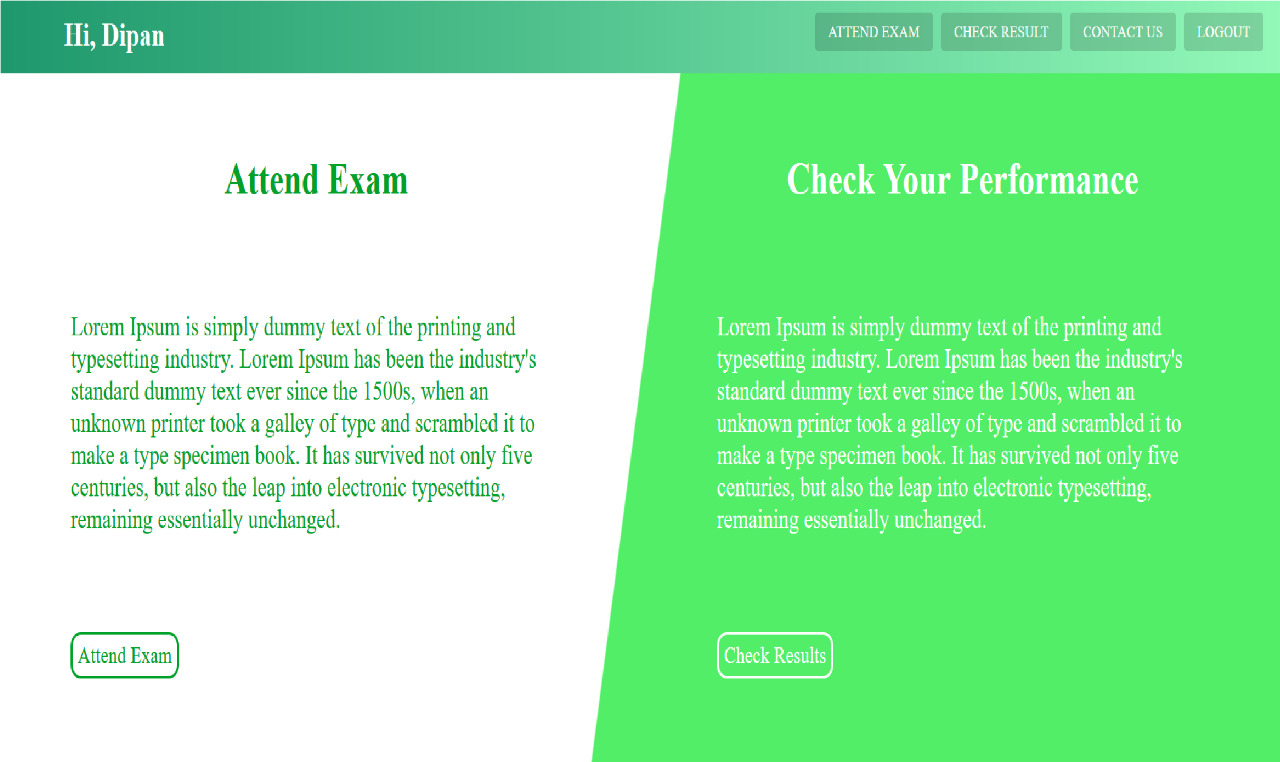 Hi, Dipan
ATTEND EXAM
CHECK RESULT
CONTACT US
LOGOUT
Attend Exam
Lorem Ipsum is simply dummy text of the printing and
typesetting industry. Lorem Ipsum has been the industry's
standard dummy text ever since the 1500s, when an
unknown printer took a galley of type and scrambled it to
make a type specimen book. It has survived not only five
centuries, but also the leap into electronic typesetting,
remaining essentially unchanged.
Attend Exam
Check Your Performance
Lorem Ipsum is simply dummy text of the printing and
typesetting industry. Lorem Ipsum has been the industry's
standard dummy text ever since the 1500s, when an
unknown printer took a galley of type and scrambled it to
make a type specimen book. It has survived not only five
centuries, but also the leap into electronic typesetting,
remaining essentially unchanged.
Check Results